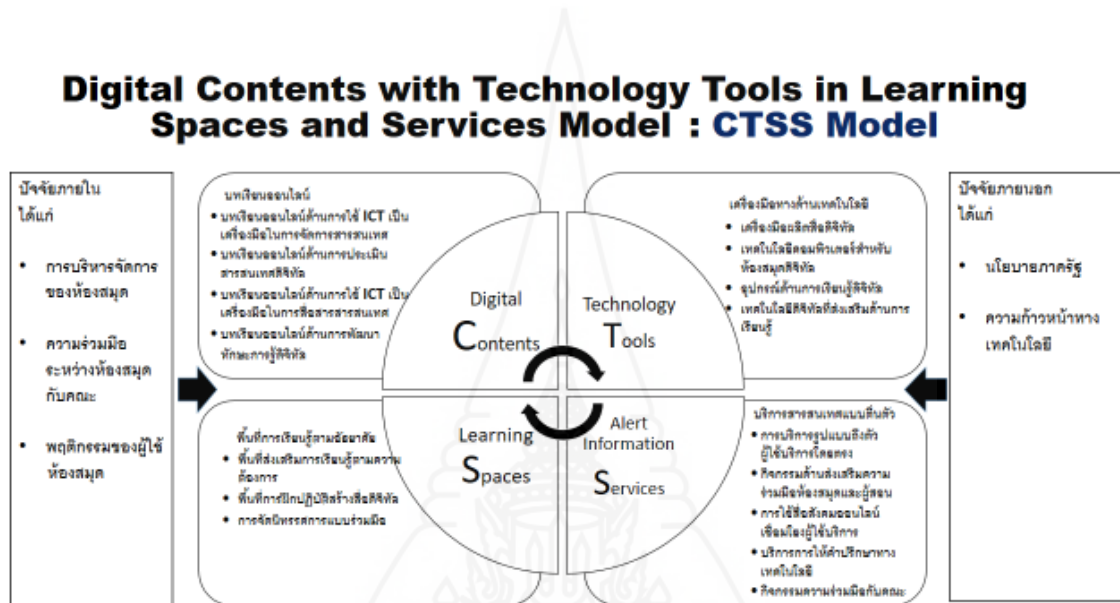 Digital Contents with Technology Tools in Learning
Spaces and Services Model : CTSS Model
ปัจจัยภายใน
ได้แก่
• การบริหารจัดการ
ของห้องสมุด
• ความร่วมมือ
ระหว่างห้องสมุด
กับคณะ
• พฤติกรรมของผู้ใช้
ห้องสมุด
บทเรียนออนไลน์
• บทเรียนออนไลน์ด้านการใช้ ICT เป็น
เครื่องมือในการจัดการสารสนเทศ
• บทเรียนออนไลน์ด้านการประเมิน
สารสนเทศดิจิทัล
• บทเรียนออนไลน์ด้านการใช้ ICT เป็น
เครื่องมือในการสื่อสารสารสนเทศ
• บทเรียนออนไลน์ด้านการพัฒนา
ทักษะการรู้ดิจิทัล
Digital
Contents
Technology
Tools
เครื่องมือทางด้านเทคโนโลยี
• เครื่องมือผลิตสื่อดิจิทัล
• เทคโนโลยีคอมพิวเตอร์สำหรับ
ห้องสมุดดิจิทัล
• อุปกรณ์ด้านการเรียนรู้ดิจิทัล
• เทคโนโลยีดิจิทัลที่ส่งเสริมด้านการ
เรียนรู้
พื้นที่การเรียนรู้ตามอัธยาศัย
• พื้นที่ส่งเสริมการเรียนรู้ตามความ
ต้องการ
• พื้นที่การฝึกปฏิบัติสร้างสื่อดิจิทัล
• การจัดนิทรรศการแบบร่วมมือ
Learning
Spaces
Alert
Information
Services
บริการสารสนเทศแบบตื่นตัว
• การบริการรูปแบบถึงตัว
ผู้ใช้บริการโดยตรง
• กิจกรรมด้านส่งเสริมความ
ร่วมมือห้องสมุดและผู้สอน
• การใช้สื่อสังคมออนไลน์
เชื่อมโยงผู้ใช้บริการ
• บริการการให้คำปรึกษาทาง
เทคโนโลยี
• กิจกรรมความร่วมมือกับคณะ
ปัจจัยภายนอก
ได้แก่
• นโยบายภาครัฐ
• ความก้าวหน้าทาง
เทคโนโลยี